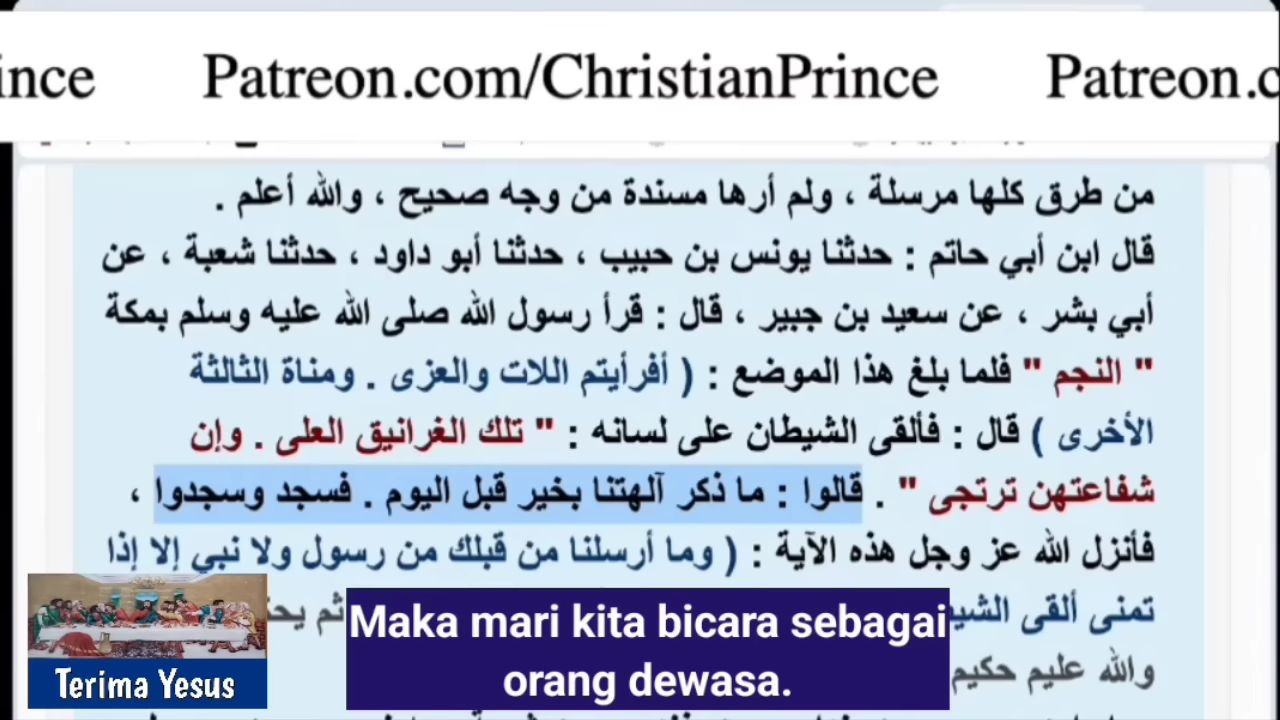 ince Patreon.com/ChristianPrince Patreon.c
من طرق كلها مرسلة ، ولم أرها مسندة من وجه صحيح ، والله أعلم .
قال ابن أبي حاتم : حدثنا يونس بن حبيب ، حدثنا أبو داود ، حدثنا شعبة ، عن
أبي بشر ، عن سعيد بن جبير ، قال : قرأ رسول الله صلى الله عليه وسلم بمكة
" النجم " فلما بلغ هذا الموضع : ( أفرأيتم اللات والعزى . ومناة الثالثة
الأخرى ) قال : فألقى الشيطان على لسانه : " تلك الغرانيق العلى . وإن
شفاعتهن ترتجى " . قالوا : ما ذكر آلهتنا بخير قبل اليوم . فسجد وسجدوا ،
فأنزل الله عز وجل هذه الآية : ( وما أرسلنا من قبلك من رسول ولا نبي إلا إذا
تمنى ألقى ثم
والله عليم حكيم
Maka mari kita bicara sebagai
orang dewasa.
Terima Yesus